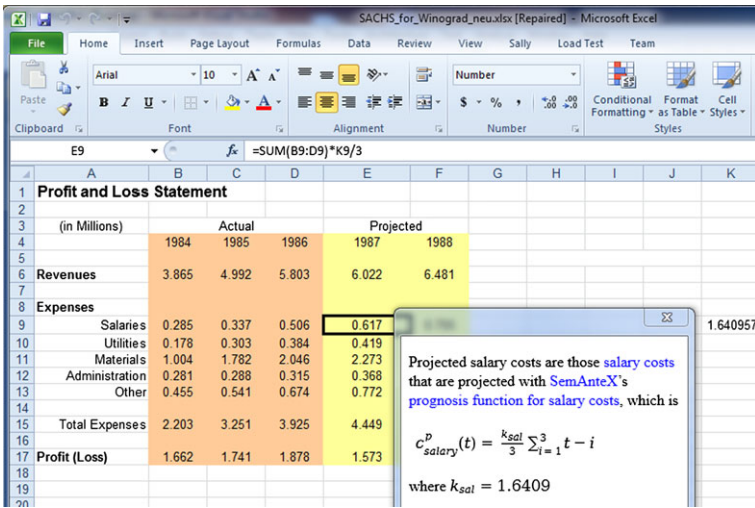 SACHS_for_Winograd_neu.xlsx [Repaired] - Microsoft Excel
File Home Insert Page Layout Formulas Data Review View Sally Load Test Team
Arial 10 A A Number
Paste B I U $ % , .00 .00 Conditional Formatting Format as Table Cell Styles
Clipboard Font Alignment Number Styles
E9 fx =SUM(B9:D9)*K9/3
A B C D E F G H I J K
1 Profit and Loss Statement
2
3 (in Millions) Actual Projected
4 1984 1985 1986 1987 1988
5
6 Revenues 3.865 4.992 5.803 6.022 6.481
7
8 Expenses
9 Salaries 0.285 0.337 0.506 0.617 1.640957
10 Utilities 0.178 0.303 0.384 0.419
11 Materials 1.004 1.782 2.046 2.273
12 Administration 0.281 0.288 0.315 0.368
13 Other 0.455 0.541 0.674 0.772
14
15 Total Expenses 2.203 3.251 3.925 4.449
16
17 Profit (Loss) 1.662 1.741 1.878 1.573
18
19
20
Projected salary costs are those salary costs
that are projected with SemAnteX's
prognosis function for salary costs, which is
c^p_salary(t) = k_sal/3 ∑^3_i=1 t − i
where k_sal = 1.6409